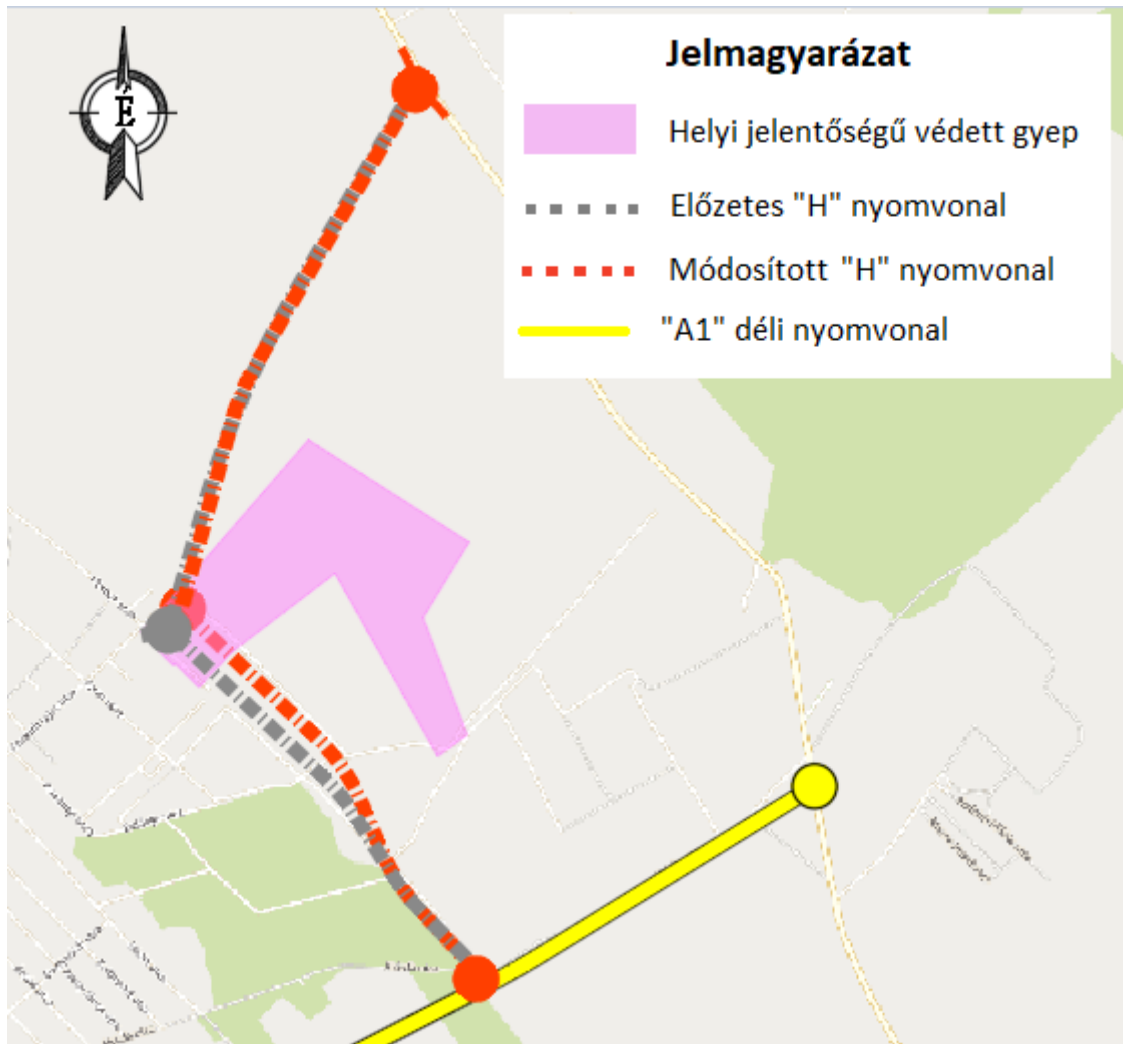 É
Jelmagyarázat
Helyi jelentőségű védett gyep
Előzetes "H" nyomvonal
Módosított "H" nyomvonal
"A1" déli nyomvonal